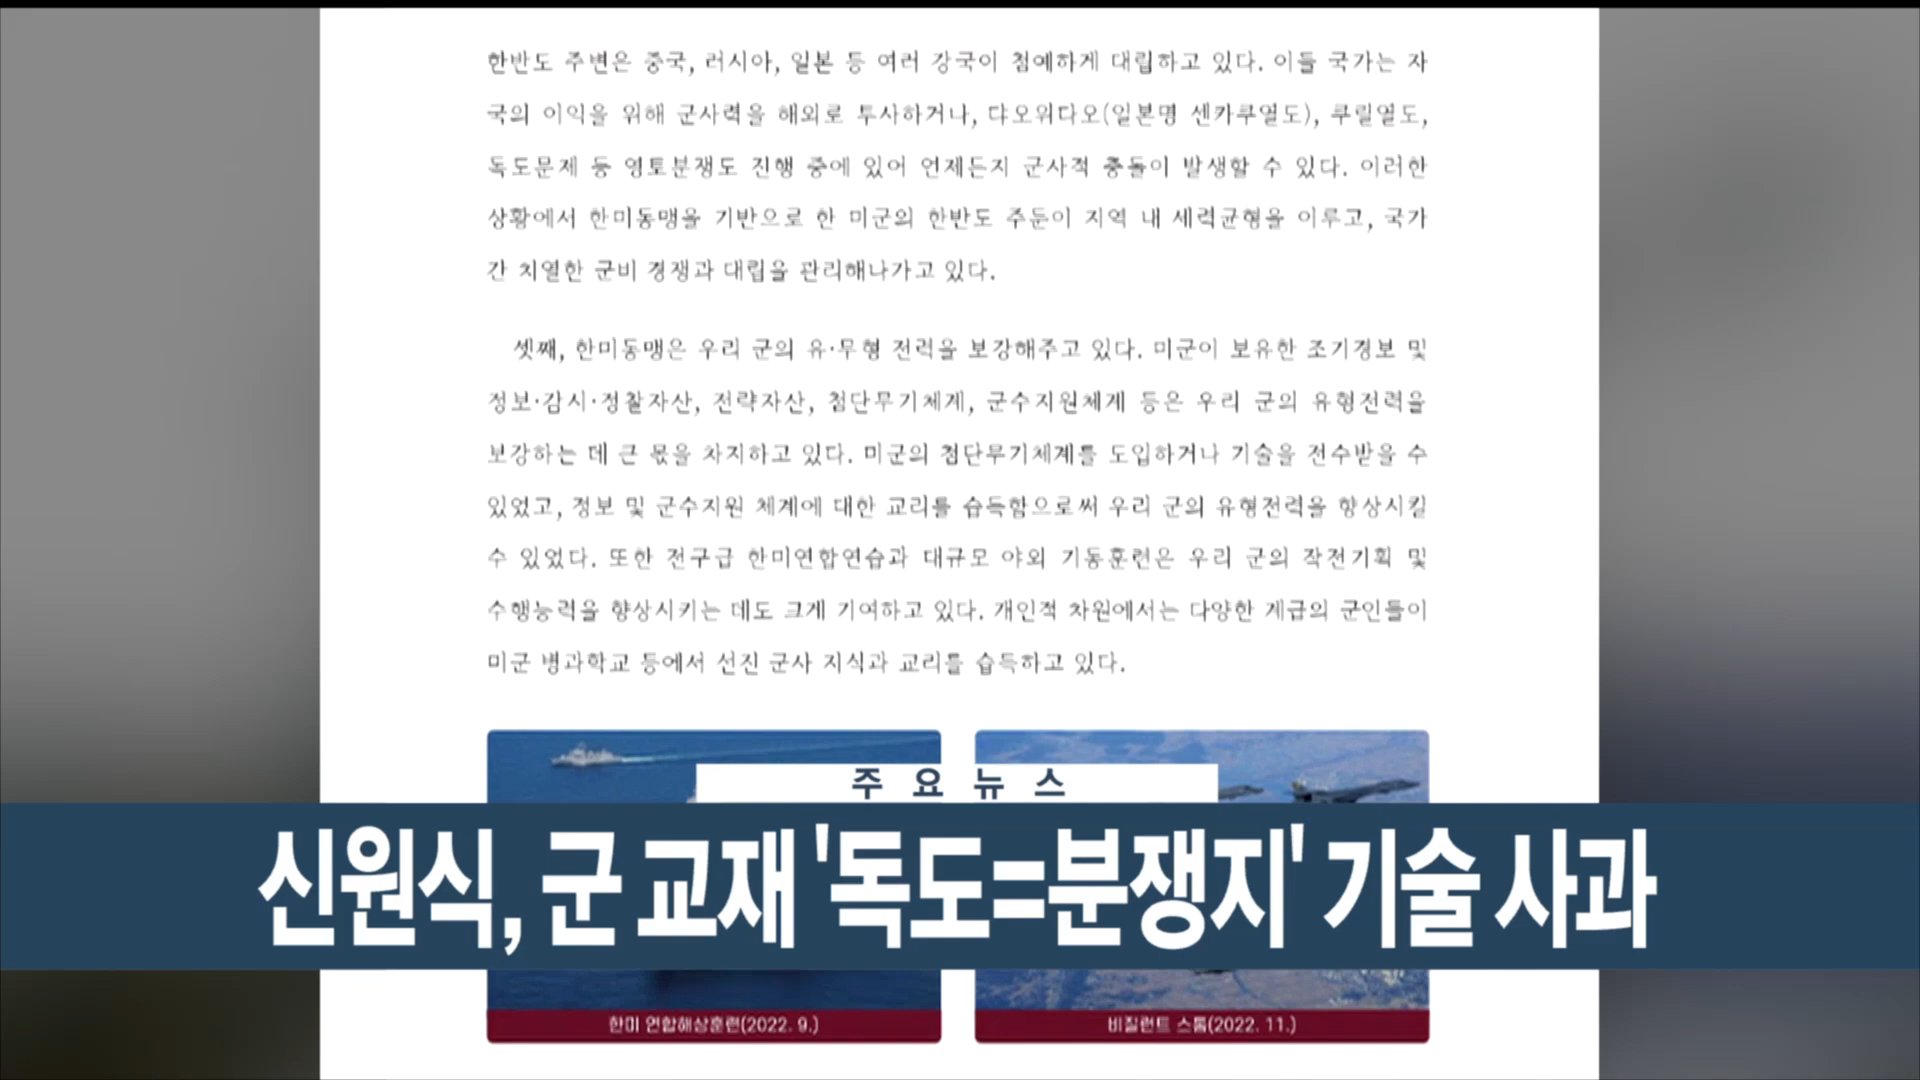 한반도 주변은 중국, 러시아, 일본 등 여러 강국이 첨예하게 대립하고 있다. 이들 국가는 자
국의 이익을 위해 군사력을 해외로 투사하거나, 댜오위다오(일본명 센카쿠열도), 쿠릴열도,
독도문제 등 영토분쟁도 진행 중에 있어 언제든지 군사적 충돌이 발생할 수 있다. 이러한
상황에서 한미동맹을 기반으로 한 미군의 한반도 주둔이 지역 내 세력균형을 이루고, 국가
간 치열한 군비 경쟁과 대립을 관리해나가고 있다.
셋째, 한미동맹은 우리 군의 유·무형 전력을 보강해주고 있다. 미군이 보유한 조기경보 및
정보·감시·정찰자산, 전략자산, 첨단무기체계, 군수지원체계 등은 우리 군의 유형전력을
보강하는 데 큰 몫을 차지하고 있다. 미군의 첨단무기체계를 도입하거나 기술을 전수받을 수
있었고, 정보 및 군수지원 체계에 대한 교리를 습득함으로써 우리 군의 유형전력을 향상시킬
수 있었다. 또한 전구급 한미연합연습과 대규모 야외 기동훈련은 우리 군의 작전기획 및
수행능력을 향상시키는 데도 크게 기여하고 있다. 개인적 차원에서는 다양한 계급의 군인들이
미군 병과학교 등에서 선진 군사 지식과 교리를 습득하고 있다.
주요뉴스
신원식, 군 교재 '독도=분쟁지' 기술 사과
한미 연합해상훈련(2022. 9.)
비질런트 스톰(2022. 11.)